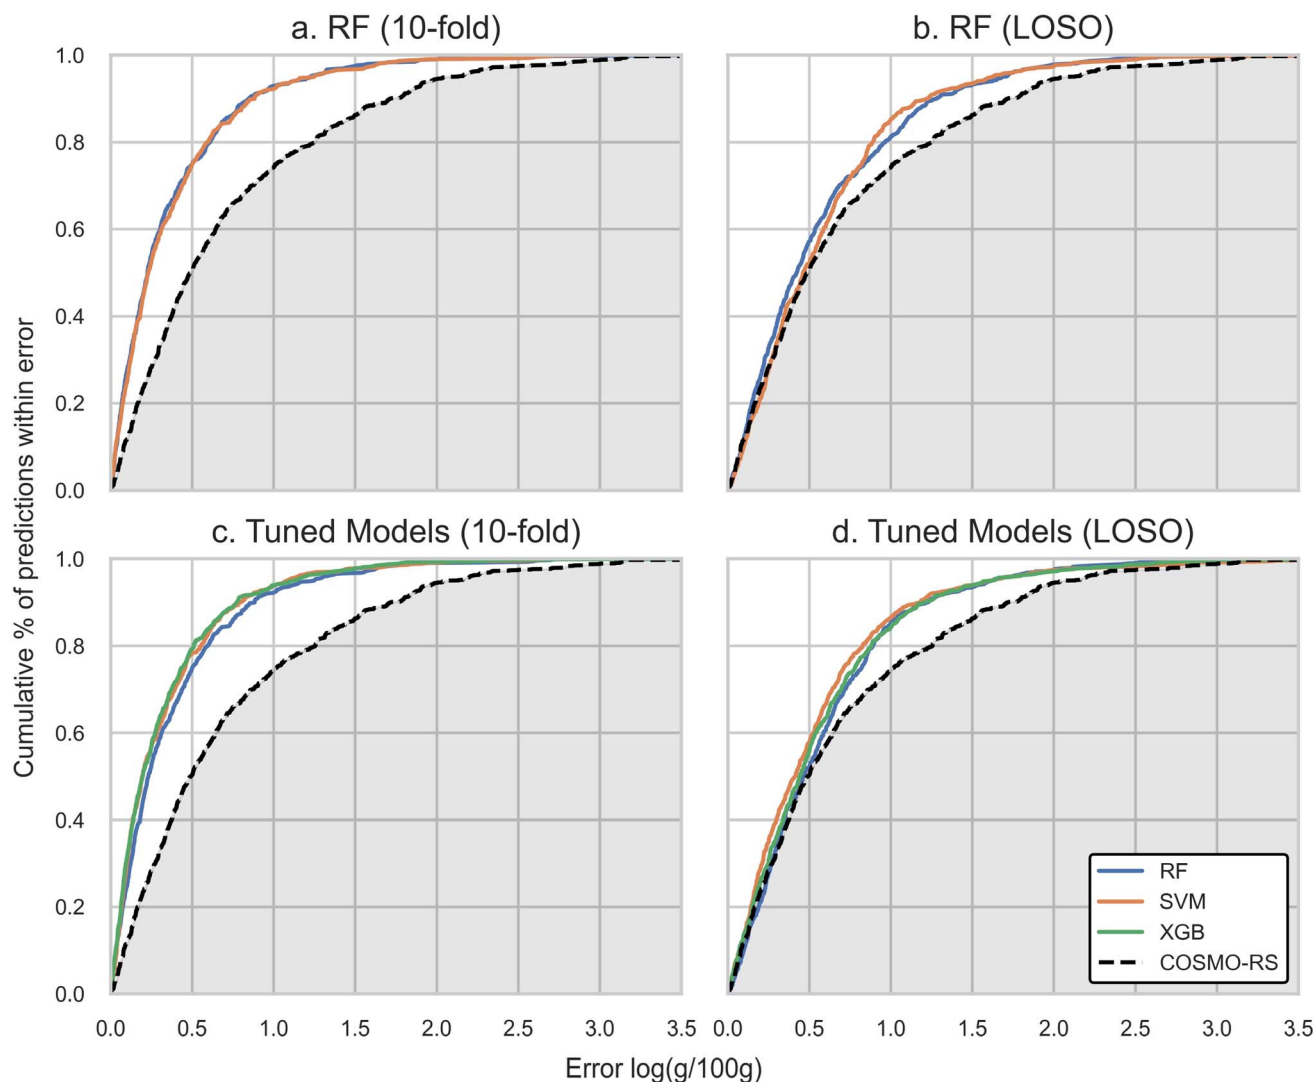 a. RF (10-fold)
b. RF (LOSO)
1.0
0.8
0.6
0.4
0.2
0.0
c. Tuned Models (10-fold)
d. Tuned Models (LOSO)
1.0
0.8
0.6
0.4
0.2
0.0
Cumulative % of predictions within error
RF
SVM
XGB
COSMO-RS
0.0 0.5 1.0 1.5 2.0 2.5 3.0 3.5
0.0 0.5 1.0 1.5 2.0 2.5 3.0 3.5
Error log(g/100g)